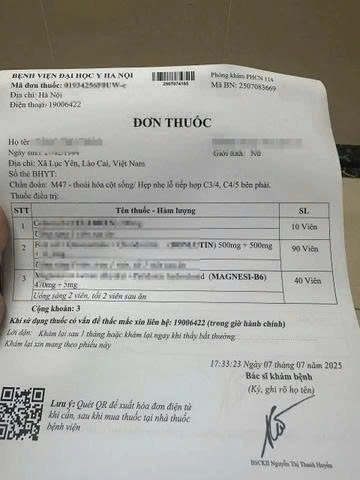 BỆNH VIỆN ĐẠI HỌC Y HÀ NỘI
Mã đơn thuốc:
Địa chỉ: Hà Nội
Điện thoại: 19006422
2507074185
Phòng khám PHCN 114
Mã BN: 2507083669
ĐƠN THUỐC
Họ tên
Ngày sinh
Giới tính: Nữ
Địa chỉ: Xã Lục Yên, Lào Cai, Việt Nam
Số thẻ BHYT:
Chẩn đoán: M47 - thoái hóa cột sống/ Hẹp nhẹ lỗ tiếp hợp C3/4, C4/5 bên phải.
Thuốc điều trị:
STT Tên thuốc - Hàm lượng SL
1 10 Viên
Uống sáng 1 viên,
2 500mg + 500mg 90 Viên
3 (MAGNESI-B6) 40 Viên
470mg + 5mg
Uống sáng 2 viên, tối 2 viên sau ăn
Cộng khoản: 3
Khi sử dụng thuốc có vấn đề thắc mắc xin liên hệ: 19006422 (trong giờ hành chính)
Lời dặn: Khám lại sau 1 tháng hoặc khám lại ngay khi thấy bất thường.
Khám lại xin mang theo phiếu này
17:33:23 Ngày 07 tháng 07 năm 2025
Bác sĩ khám bệnh
(Ký, ghi rõ họ tên)
Lưu ý: Quét QR để xuất hóa đơn điện tử
khi cần, sau khi mua thuốc tại nhà thuốc
bệnh viện
BSCKII Nguyễn Thị Thanh Huyền